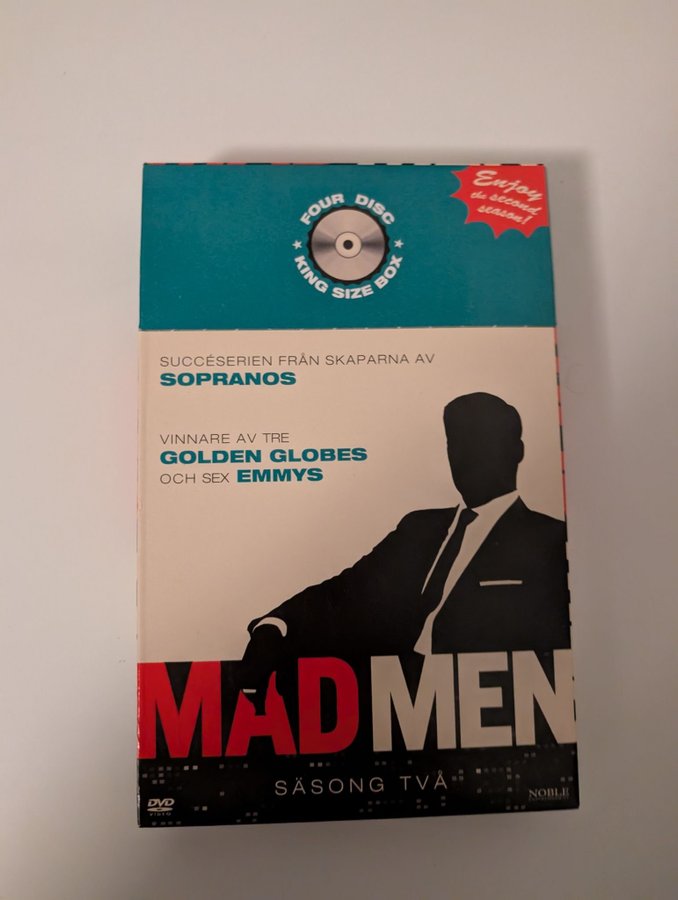 Enjoy
the second
season!
FOUR DISC
KING SIZE BOX
SUCCÉSERIEN FRÅN SKAPARNA AV
SOPRANOS
VINNARE AV TRE
GOLDEN GLOBES
OCH SEX EMMYS
MAD MEN
SÄSONG TVÅ
DVD
VIDEO
NOBLE